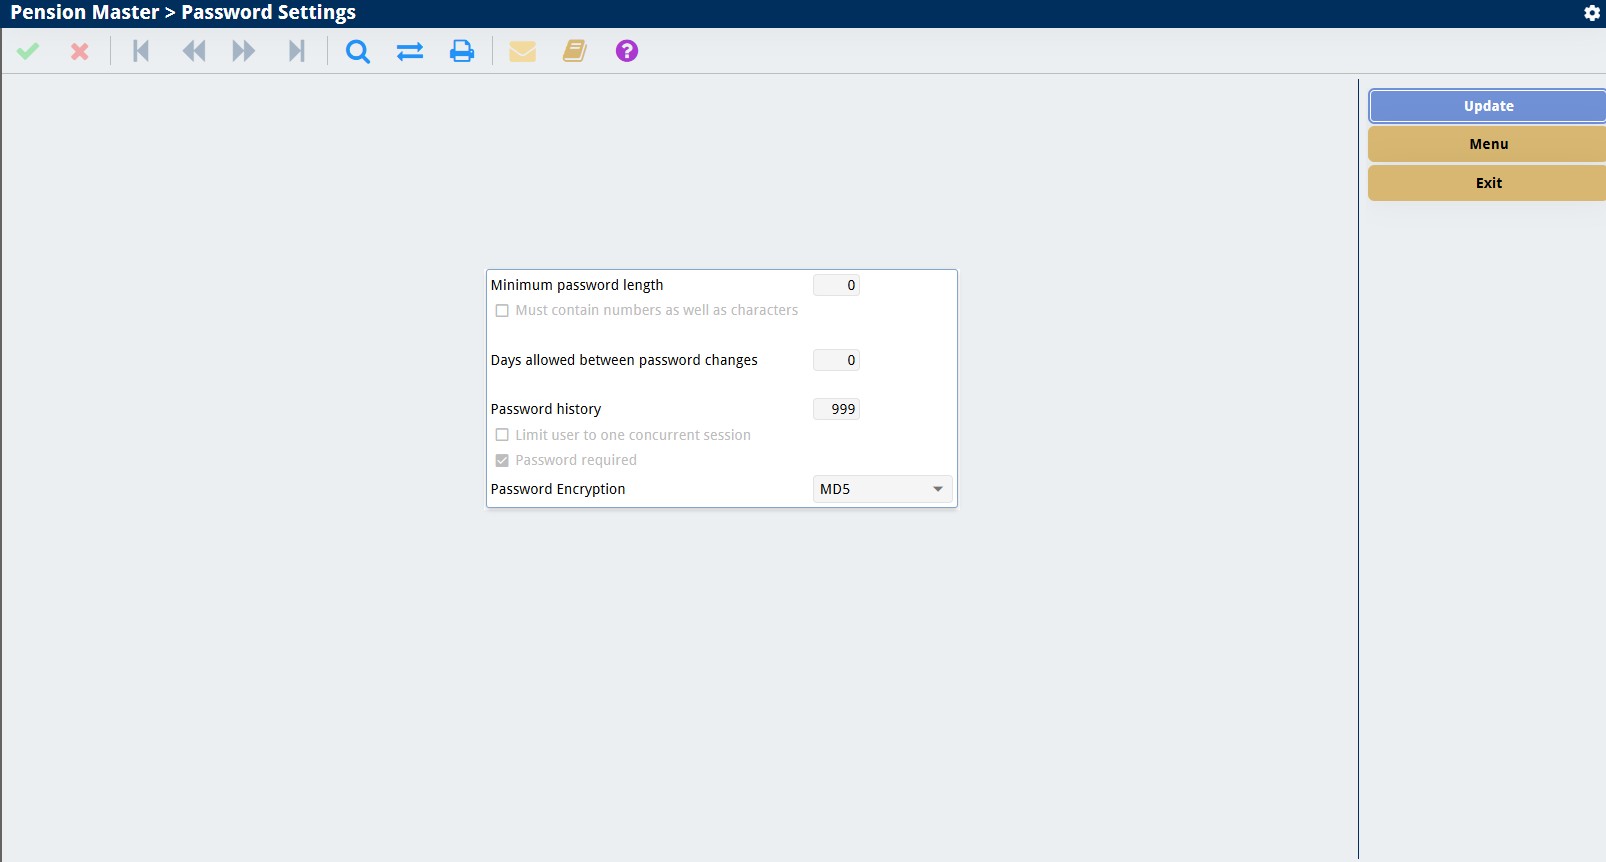 Pension Master > Password Settings
?
Update
Menu
Exit
Minimum password length 0
Must contain numbers as well as characters
Days allowed between password changes 0
Password history 999
Limit user to one concurrent session
Password required
Password Encryption MD5